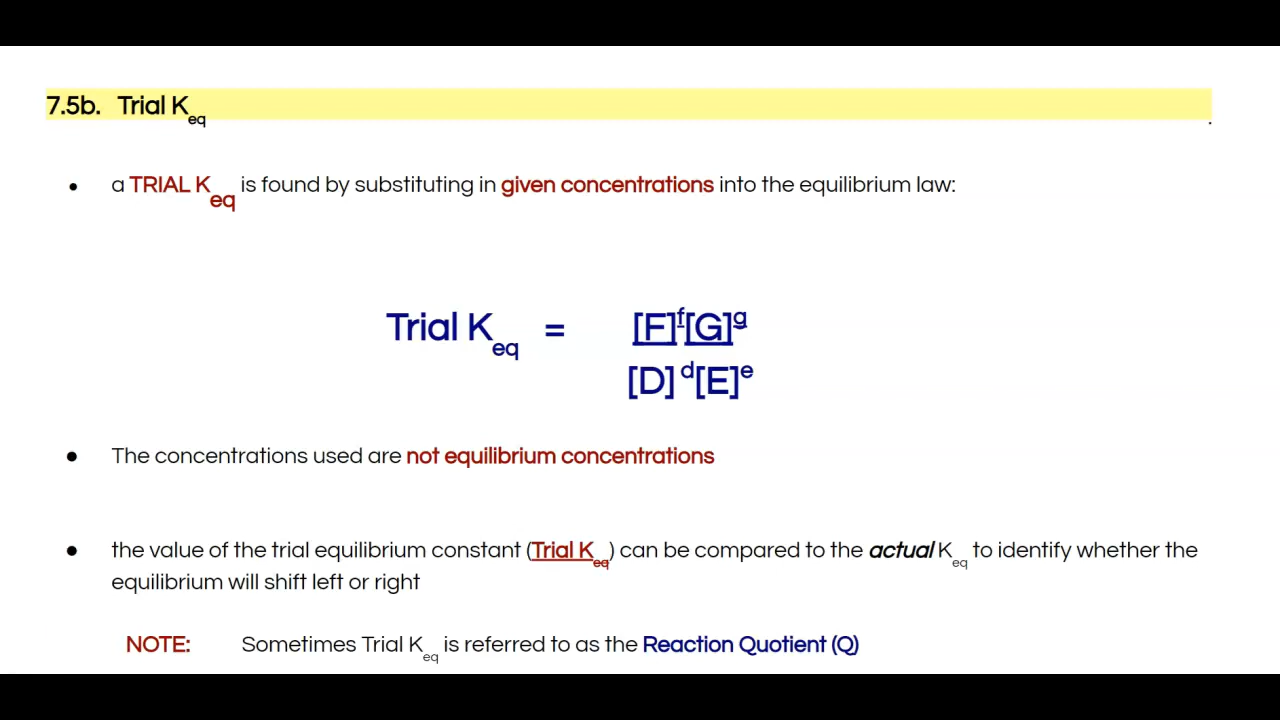 7.5b. Trial Keq .
• a TRIAL Keq is found by substituting in given concentrations into the equilibrium law:
Trial Keq = [F]f[G]g
[D]d[E]e
• The concentrations used are not equilibrium concentrations
• the value of the trial equilibrium constant (Trial Keq) can be compared to the actual Keq to identify whether the
equilibrium will shift left or right
NOTE: Sometimes Trial Keq is referred to as the Reaction Quotient (Q)